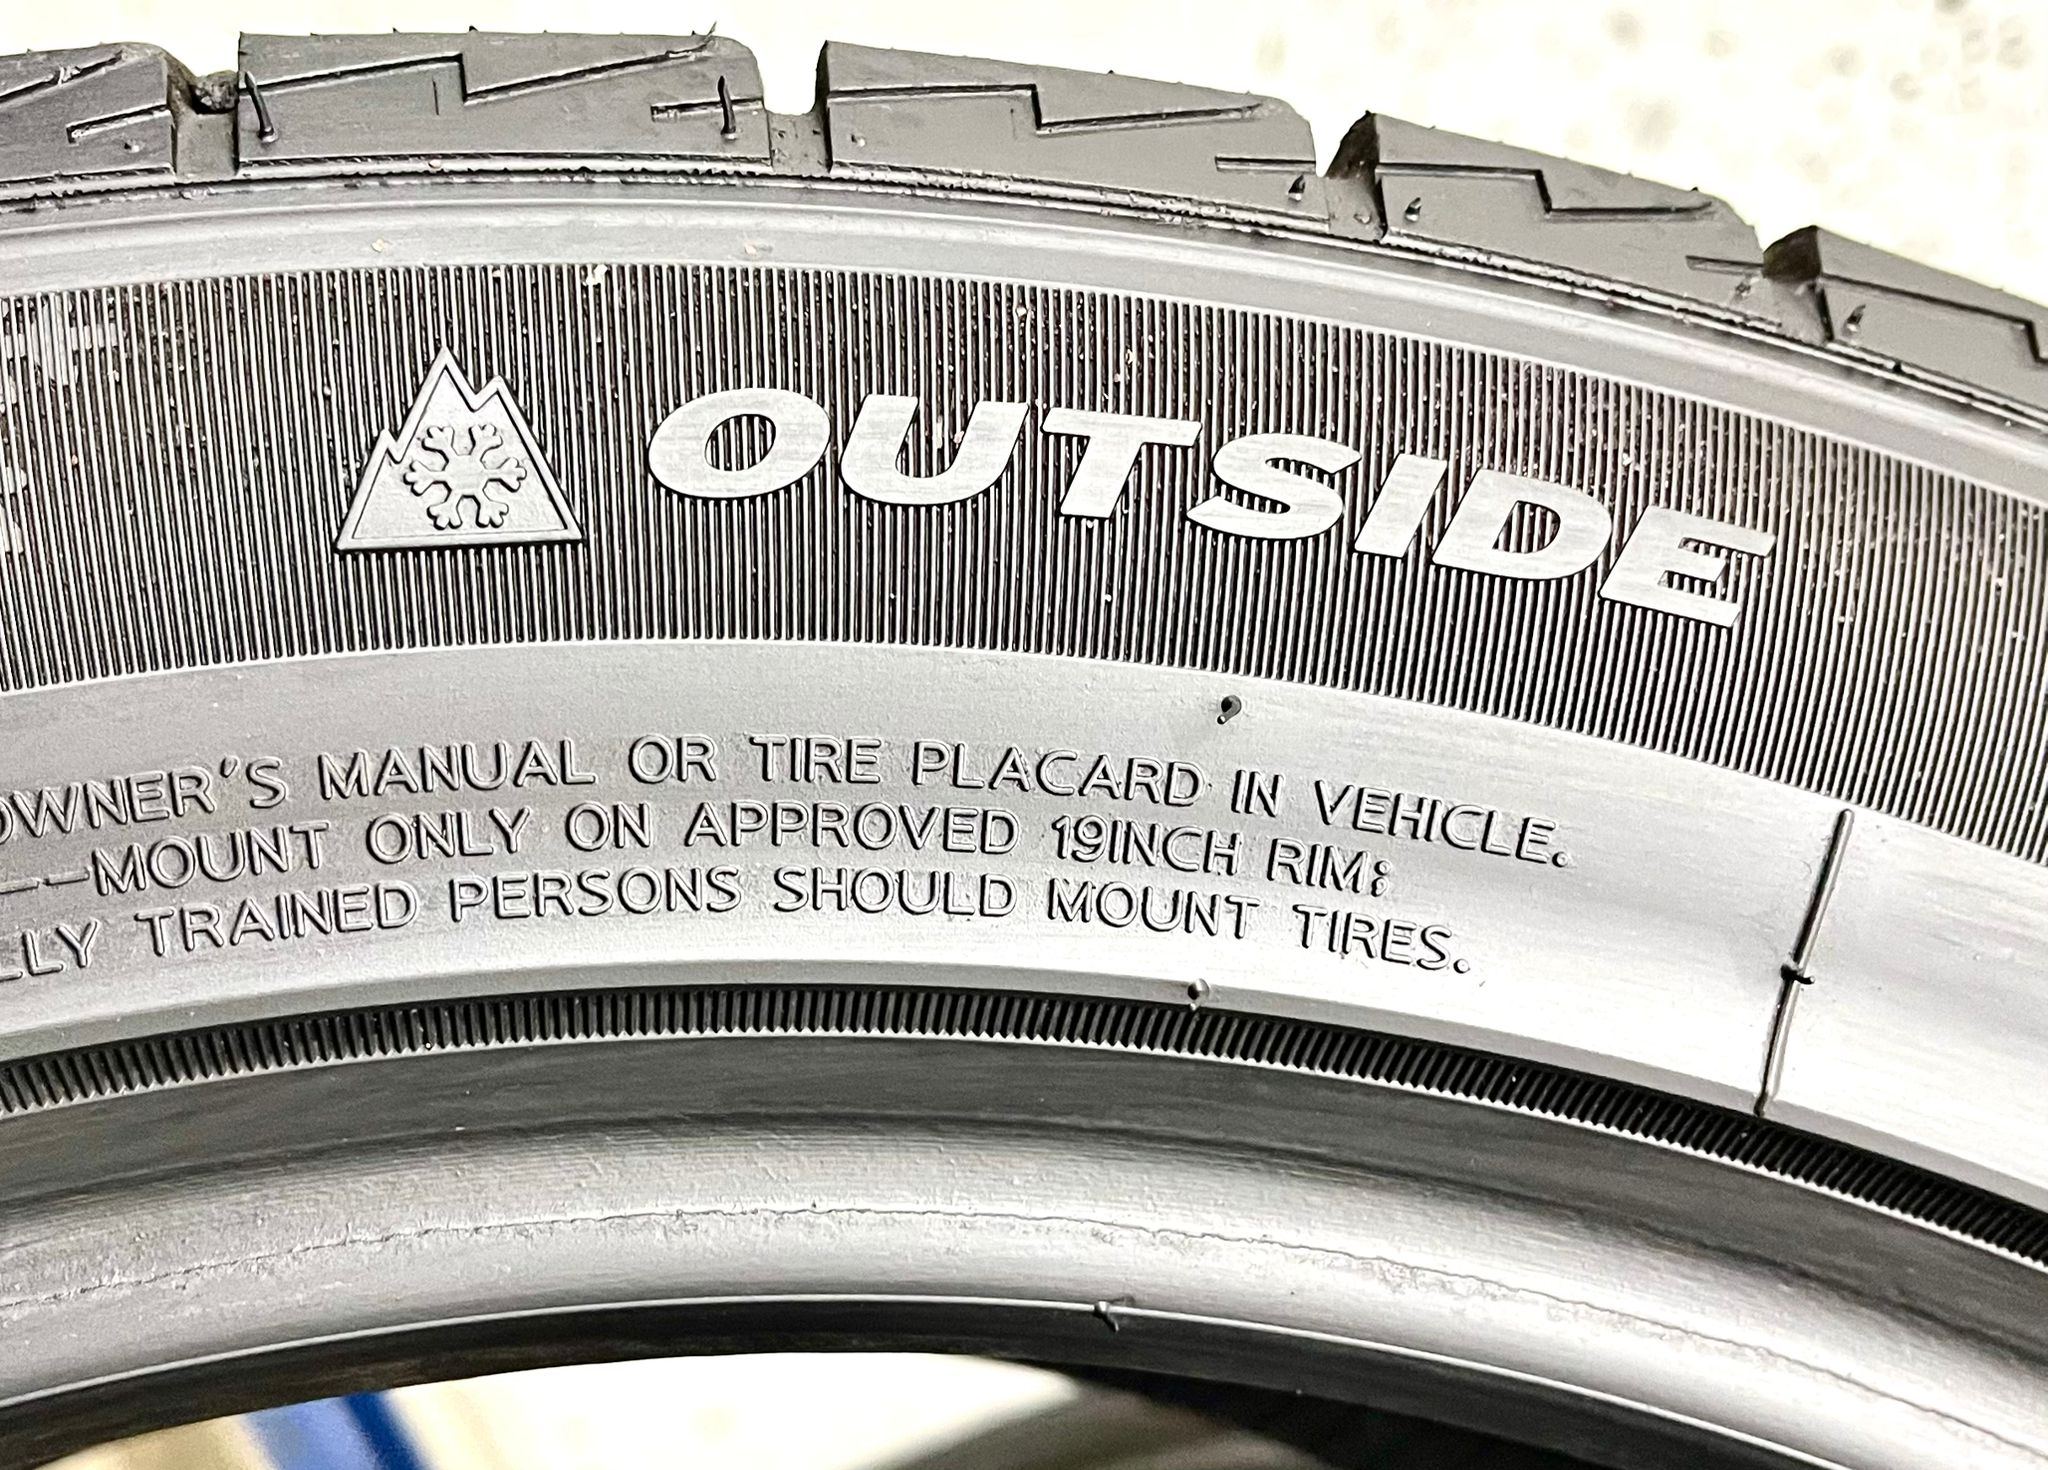 OUTSIDE
OWNER'S MANUAL OR TIRE PLACARD IN VEHICLE.
--MOUNT ONLY ON APPROVED 19INCH RIM;
LLY TRAINED PERSONS SHOULD MOUNT TIRES.